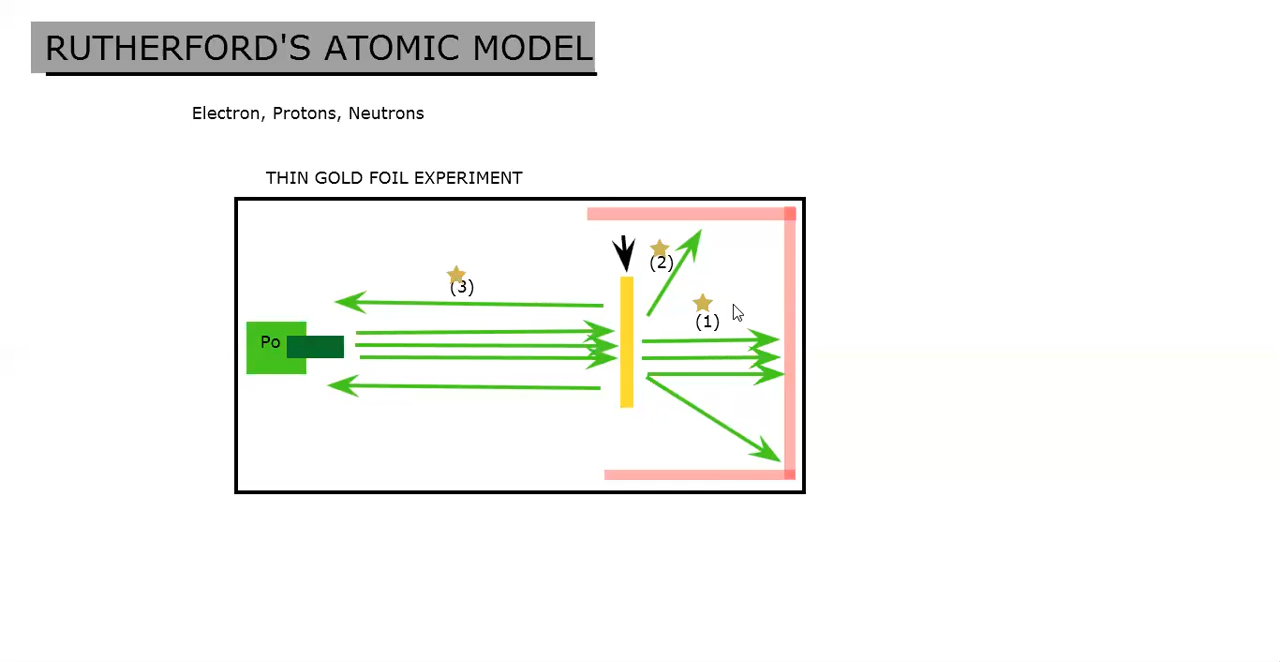 RUTHERFORD'S ATOMIC MODEL
Electron, Protons, Neutrons
THIN GOLD FOIL EXPERIMENT
(2)
(3)
(1)
Po